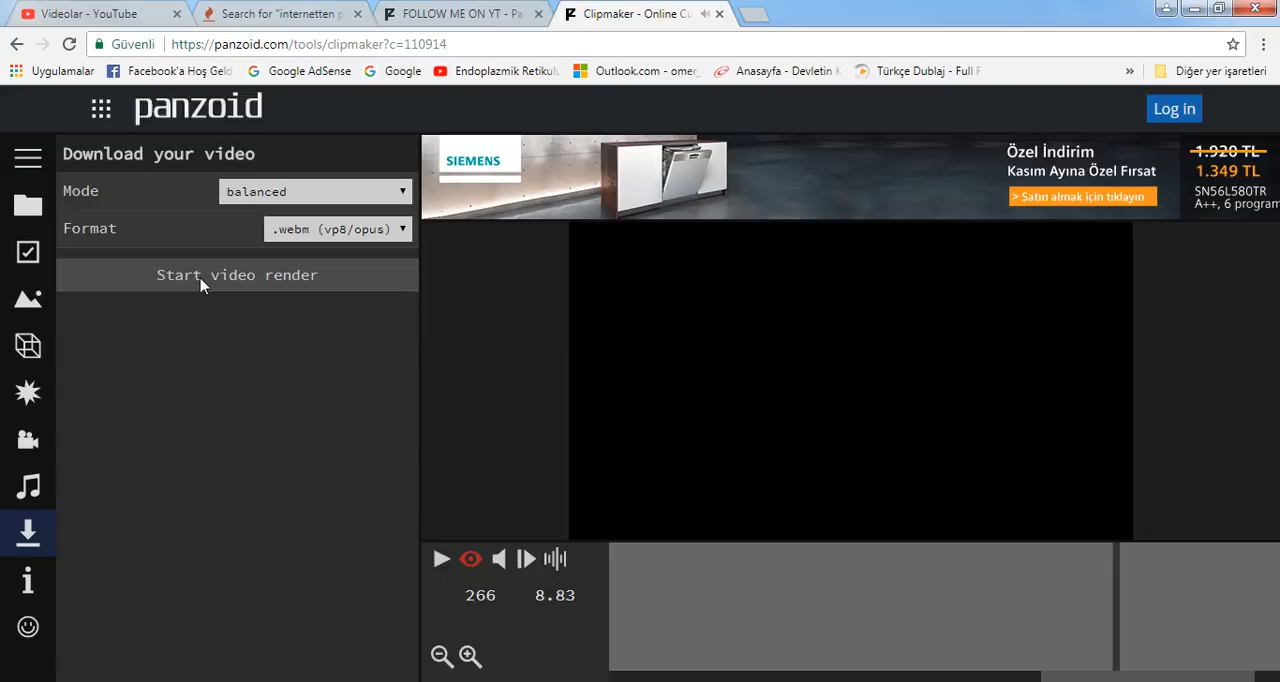 Videolar - YouTube
Search for "internetten p
FOLLOW ME ON YT - Pa
Clipmaker - Online Cu
Güvenli
https://panzoid.com/tools/clipmaker?c=110914
Uygulamalar
Facebook'a Hoş Geld
Google AdSense
Google
Endoplazmik Retikulu
Outlook.com - omer_
Anasayfa - Devletin K
Türkçe Dublaj - Full F
»
Diğer yer işaretleri
panzoid
Log in
Download your video
Mode
balanced
Format
.webm (vp8/opus)
Start video render
SIEMENS
Özel İndirim
Kasım Ayına Özel Fırsat
> Satın almak için tıklayın
1.920 TL
1.349 TL
SN56L580TR
A++, 6 program
266 8.83